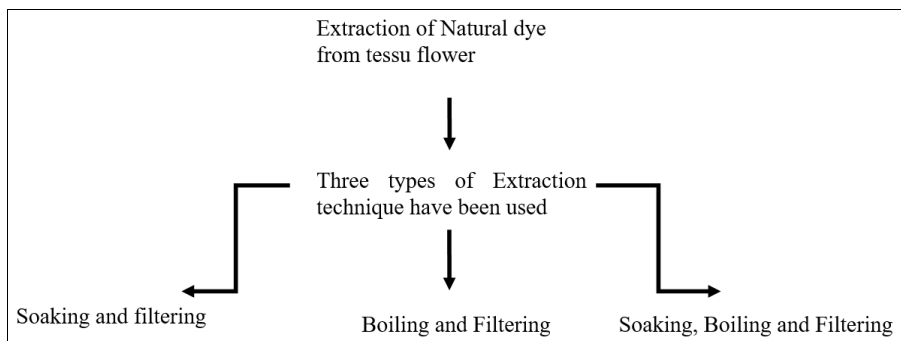 Extraction of Natural dye
from tessu flower
Three types of Extraction
technique have been used
Soaking and filtering
Boiling and Filtering
Soaking, Boiling and Filtering